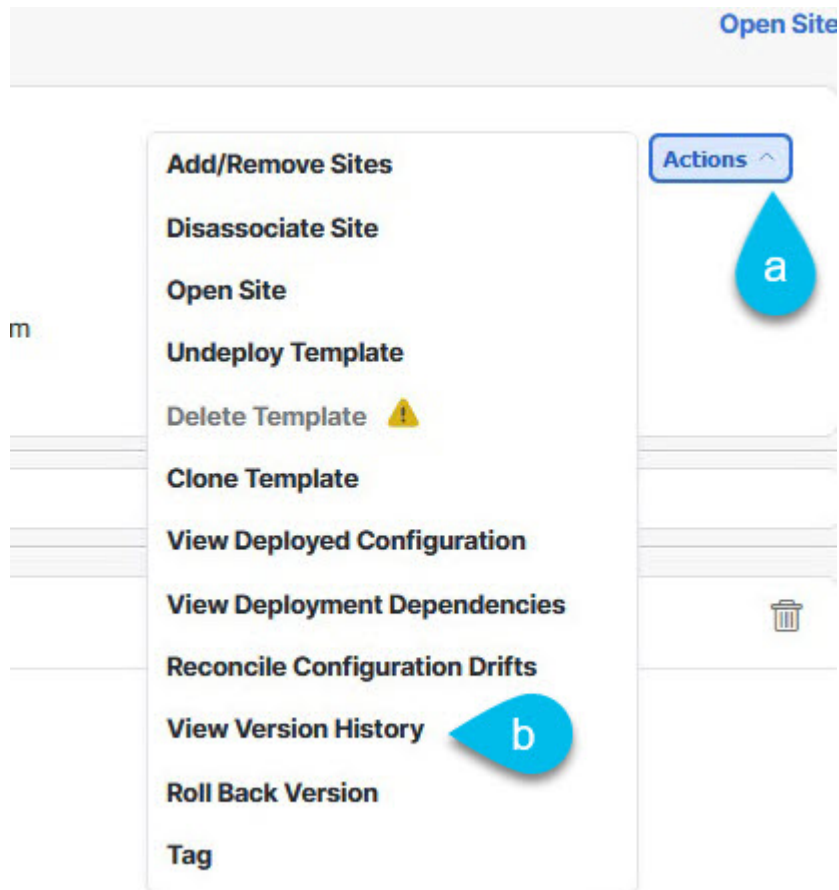 Open Site
Add/Remove Sites
Actions
Disassociate Site
a
Open Site
m
Undeploy Template
Delete Template
Clone Template
View Deployed Configuration
View Deployment Dependencies
Reconcile Configuration Drifts
View Version History
b
Roll Back Version
Tag